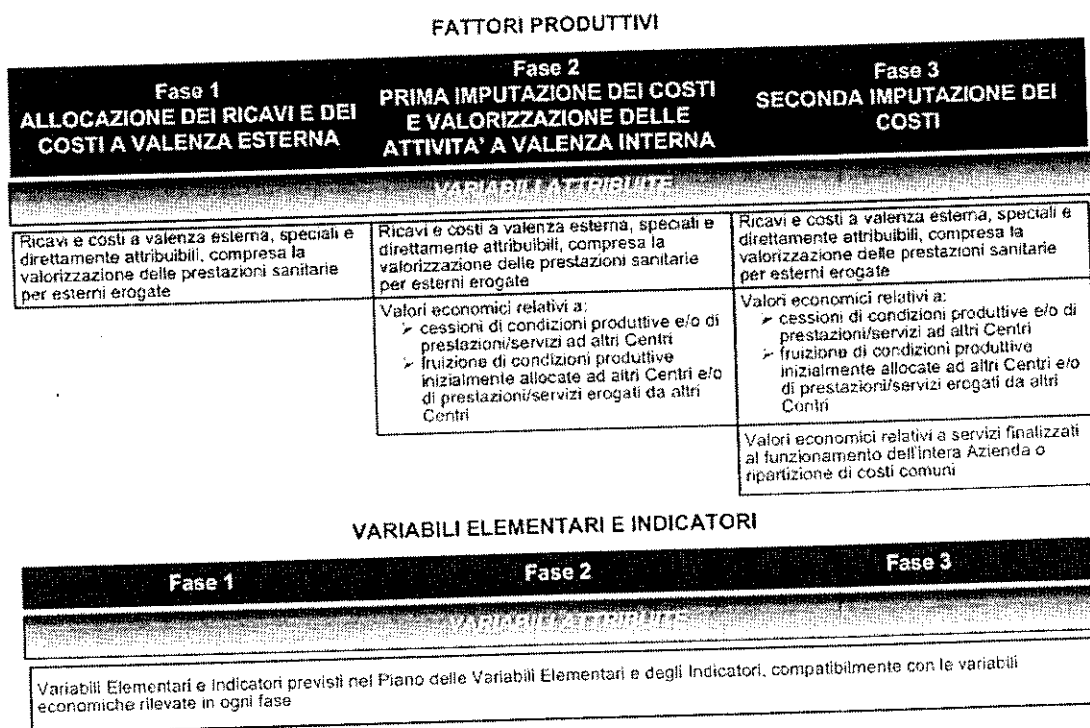 FATTORI PRODUTTIVI
Fase 1
ALLOCAZIONE DEI RICAVI E DEI
COSTI A VALENZA ESTERNA
Fase 2
PRIMA IMPUTAZIONE DEI COSTI
E VALORIZZAZIONE DELLE
ATTIVITA' A VALENZA INTERNA
Fase 3
SECONDA IMPUTAZIONE DEI
COSTI
VARIABILI ATTRIBUITE
Ricavi e costi a valenza esterna, speciali e
direttamente attribuibili, compresa la
valorizzazione delle prestazioni sanitarie
per esterni erogate
Ricavi e costi a valenza esterna, speciali e
direttamente attribuibili, compresa la
valorizzazione delle prestazioni sanitarie
per esterni erogate
Valori economici relativi a:
➢ cessioni di condizioni produttive e/o di
prestazioni/servizi ad altri Centri
➢ fruizione di condizioni produttive
inizialmente allocate ad altri Centri e/o
di prestazioni/servizi erogati da altri
Centri
Ricavi e costi a valenza esterna, speciali e
direttamente attribuibili, compresa la
valorizzazione delle prestazioni sanitarie
per esterni erogate
Valori economici relativi a:
➢ cessioni di condizioni produttive e/o di
prestazioni/servizi ad altri Centri
➢ fruizione di condizioni produttive
inizialmente allocate ad altri Centri e/o
di prestazioni/servizi erogati da altri
Centri
Valori economici relativi a servizi finalizzati
al funzionamento dell'intera Azienda o
ripartizione di costi comuni
VARIABILI ELEMENTARI E INDICATORI
Fase 1
Fase 2
Fase 3
VARIABILI ATTRIBUITE
Variabili Elementari e Indicatori previsti nel Piano delle Variabili Elementari e degli Indicatori, compatibilmente con le variabili
economiche rilevate in ogni fase